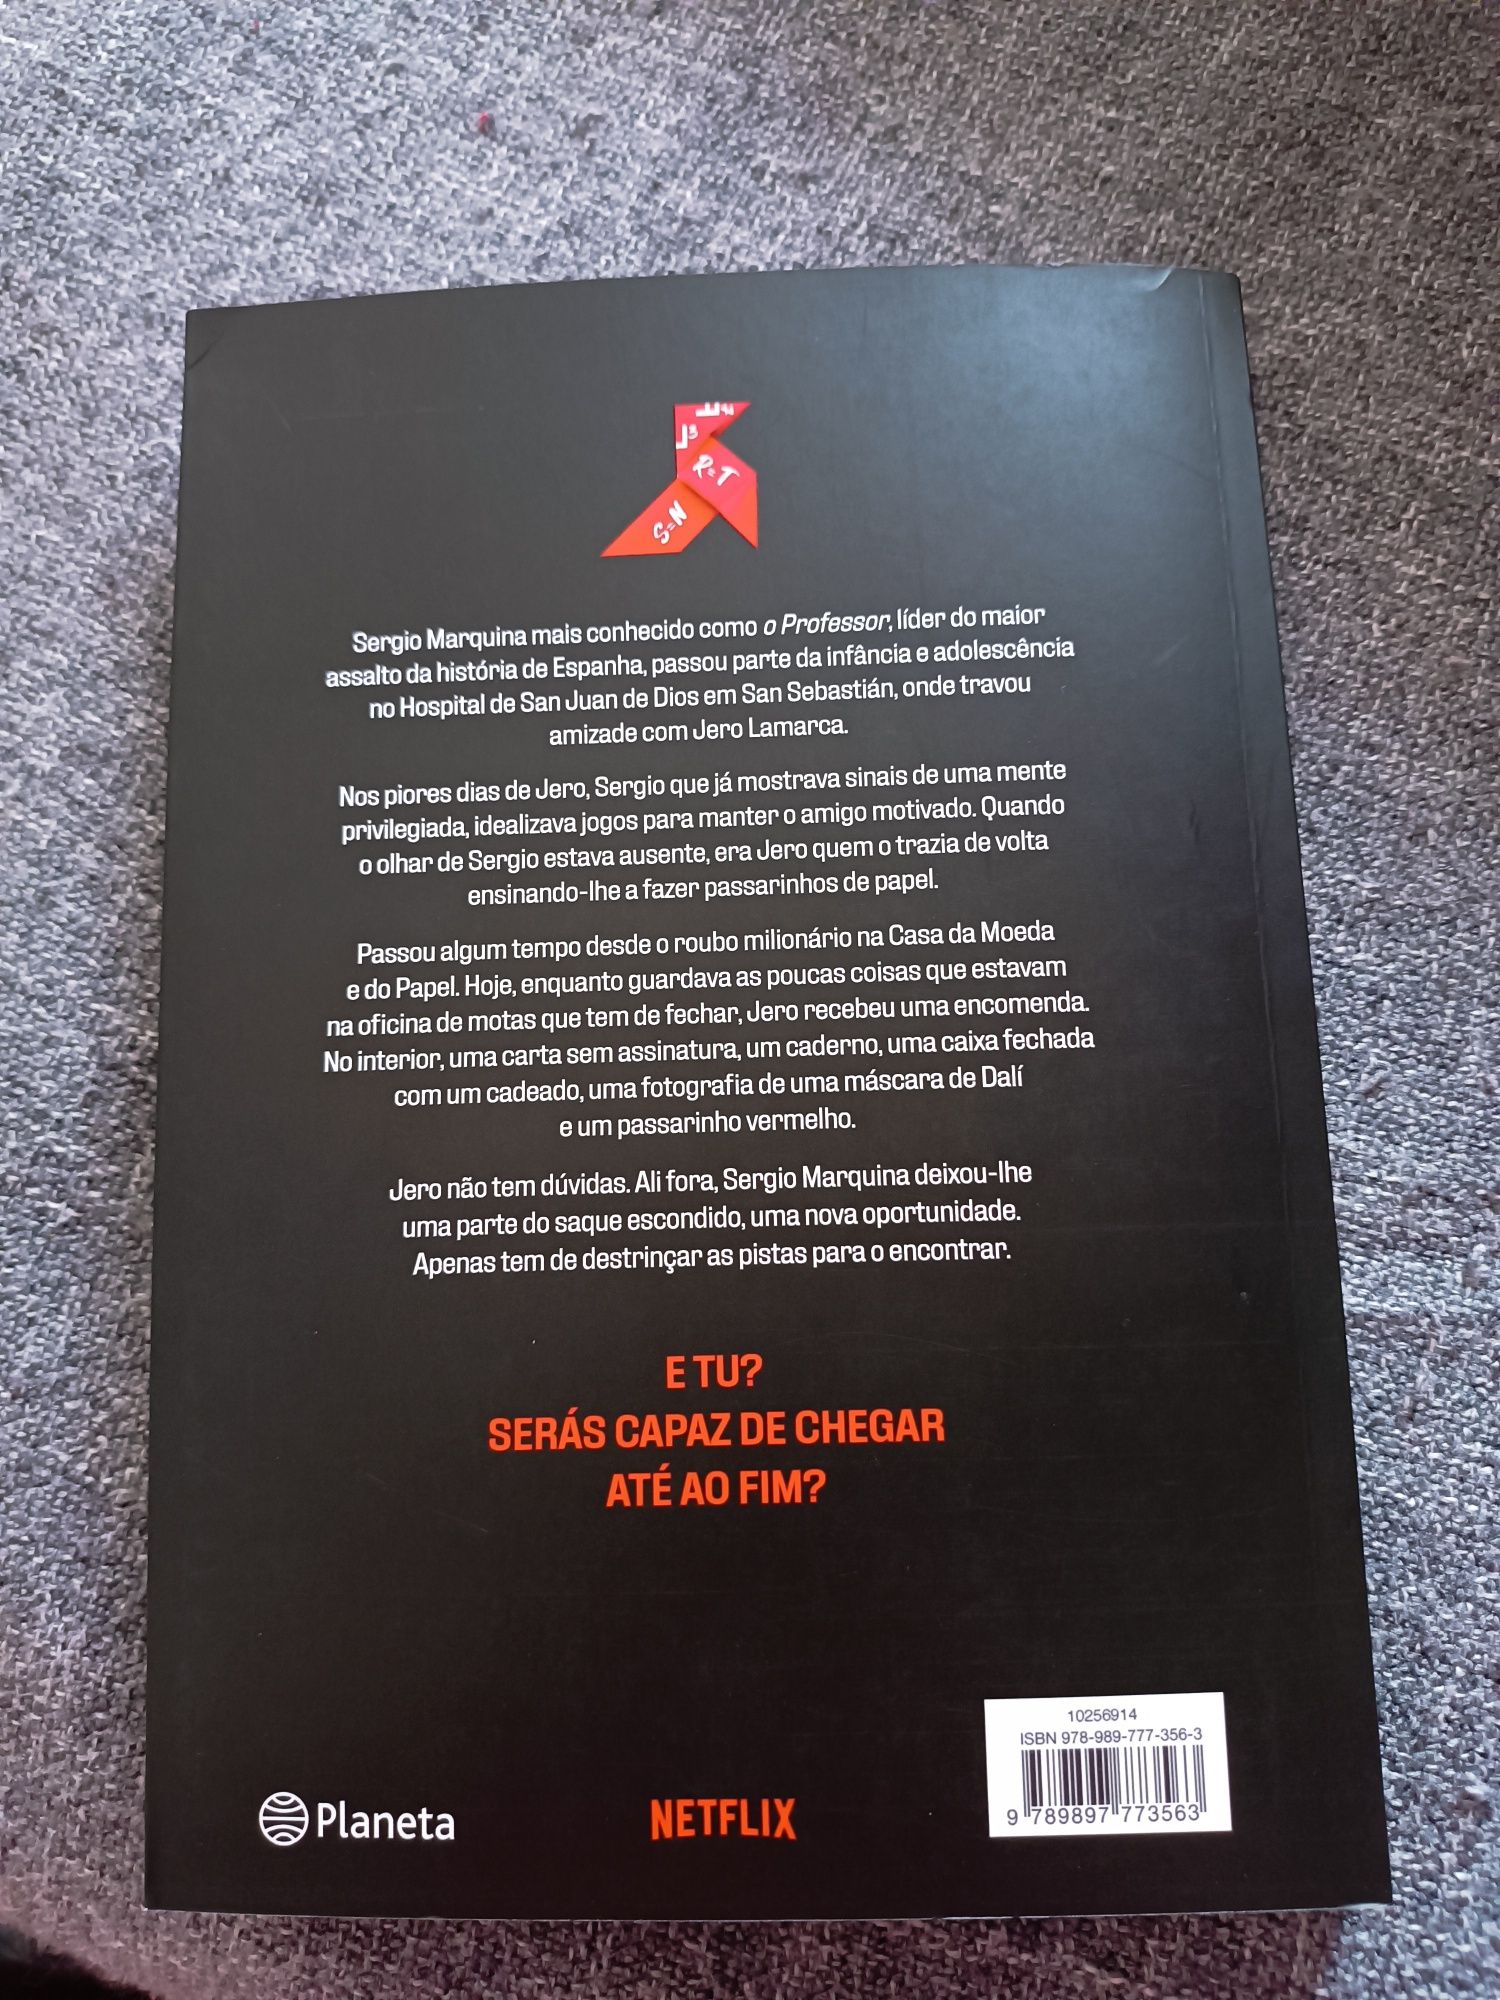 R=T
S=N
Sergio Marquina mais conhecido como o Professor, líder do maior
assalto da história de Espanha, passou parte da infância e adolescência
no Hospital de San Juan de Dios em San Sebastián, onde travou
amizade com Jero Lamarca.
Nos piores dias de Jero, Sergio que já mostrava sinais de uma mente
privilegiada, idealizava jogos para manter o amigo motivado. Quando
o olhar de Sergio estava ausente, era Jero quem o trazia de volta
ensinando-lhe a fazer passarinhos de papel.
Passou algum tempo desde o roubo milionário na Casa da Moeda
e do Papel. Hoje, enquanto guardava as poucas coisas que estavam
na oficina de motas que tem de fechar, Jero recebeu uma encomenda.
No interior, uma carta sem assinatura, um caderno, uma caixa fechada
com um cadeado, uma fotografia de uma máscara de Dalí
e um passarinho vermelho.
Jero não tem dúvidas. Ali fora, Sergio Marquina deixou-lhe
uma parte do saque escondido, uma nova oportunidade.
Apenas tem de destrinçar as pistas para o encontrar.
E TU?
SERÁS CAPAZ DE CHEGAR
ATÉ AO FIM?
10256914
ISBN 978-989-777-356-3
9 789897 773563
Planeta
NETFLIX